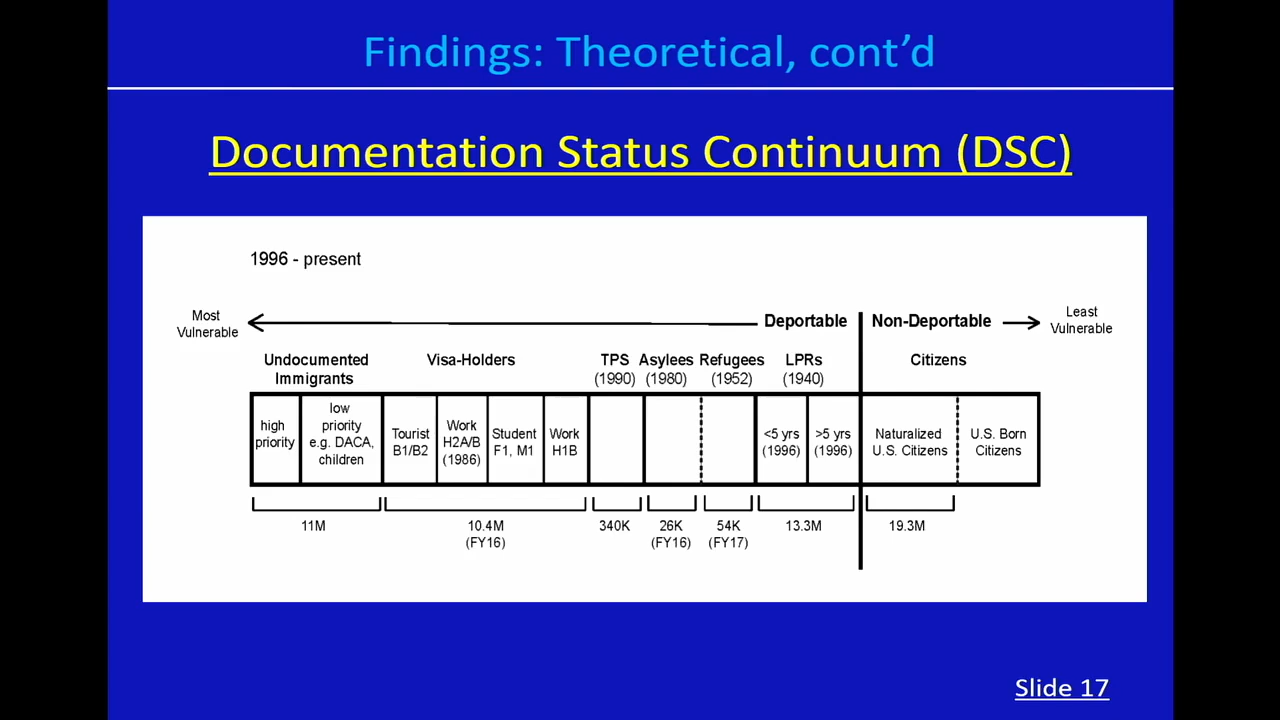 Findings: Theoretical, cont’d
Documentation Status Continuum (DSC)
1996 - present
Most
Vulnerable
Deportable
Non-Deportable
Least
Vulnerable
Undocumented
Immigrants
Visa-Holders
TPS
(1990)
Asylees
(1980)
Refugees
(1952)
LPRs
(1940)
Citizens
high
priority
low
priority
e.g. DACA,
children
Tourist
B1/B2
Work
H2A/B
(1986)
Student
F1, M1
Work
H1B
<5 yrs
(1996)
>5 yrs
(1996)
Naturalized
U.S. Citizens
U.S. Born
Citizens
11M
10.4M
(FY16)
340K
26K
(FY16)
54K
(FY17)
13.3M
19.3M
Slide 17